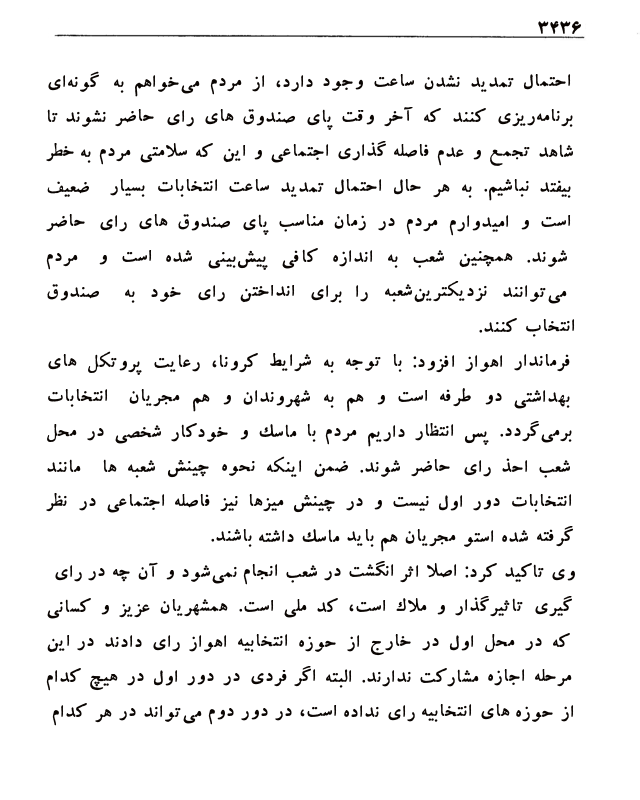 ۳۴۳۶
احتمال تمدید نشدن ساعت وجود دارد، از مردم می‌خواهم به گونه‌ای
برنامه‌ریزی کنند که آخر وقت پای صندوق های رای حاضر نشوند تا
شاهد تجمع و عدم فاصله گذاری اجتماعی و این که سلامتی مردم به خطر
بیفتد نباشیم. به هر حال احتمال تمدید ساعت انتخابات بسیار ضعیف
است و امیدوارم مردم در زمان مناسب پای صندوق های رای حاضر
شوند. همچنین شعب به اندازه کافی پیش‌بینی شده است و مردم
می‌توانند نزدیکترین‌شعبه را برای انداختن رای خود به صندوق
انتخاب کنند.
فرماندار اهواز افزود: با توجه به شرایط کرونا، رعایت پروتکل های
بهداشتی دو طرفه است و هم به شهروندان و هم مجریان انتخابات
برمی‌گردد. پس انتظار داریم مردم با ماسک و خودکار شخصی در محل
شعب احذ رای حاضر شوند. ضمن اینکه نحوه چینش شعبه ها مانند
انتخابات دور اول نیست و در چینش میزها نیز فاصله اجتماعی در نظر
گرفته شده استو مجریان هم باید ماسک داشته باشند.
وی تاکید کرد: اصلا اثر انگشت در شعب انجام نمی‌شود و آن چه در رای
گیری تاثیرگذار و ملاک است، کد ملی است. همشهریان عزیز و کسانی
که در محل اول در خارج از حوزه انتخابیه اهواز رای دادند در این
مرحله اجازه مشارکت ندارند. البته اگر فردی در دور اول در هیچ کدام
از حوزه های انتخابیه رای نداده است، در دور دوم می‌تواند در هر کدام